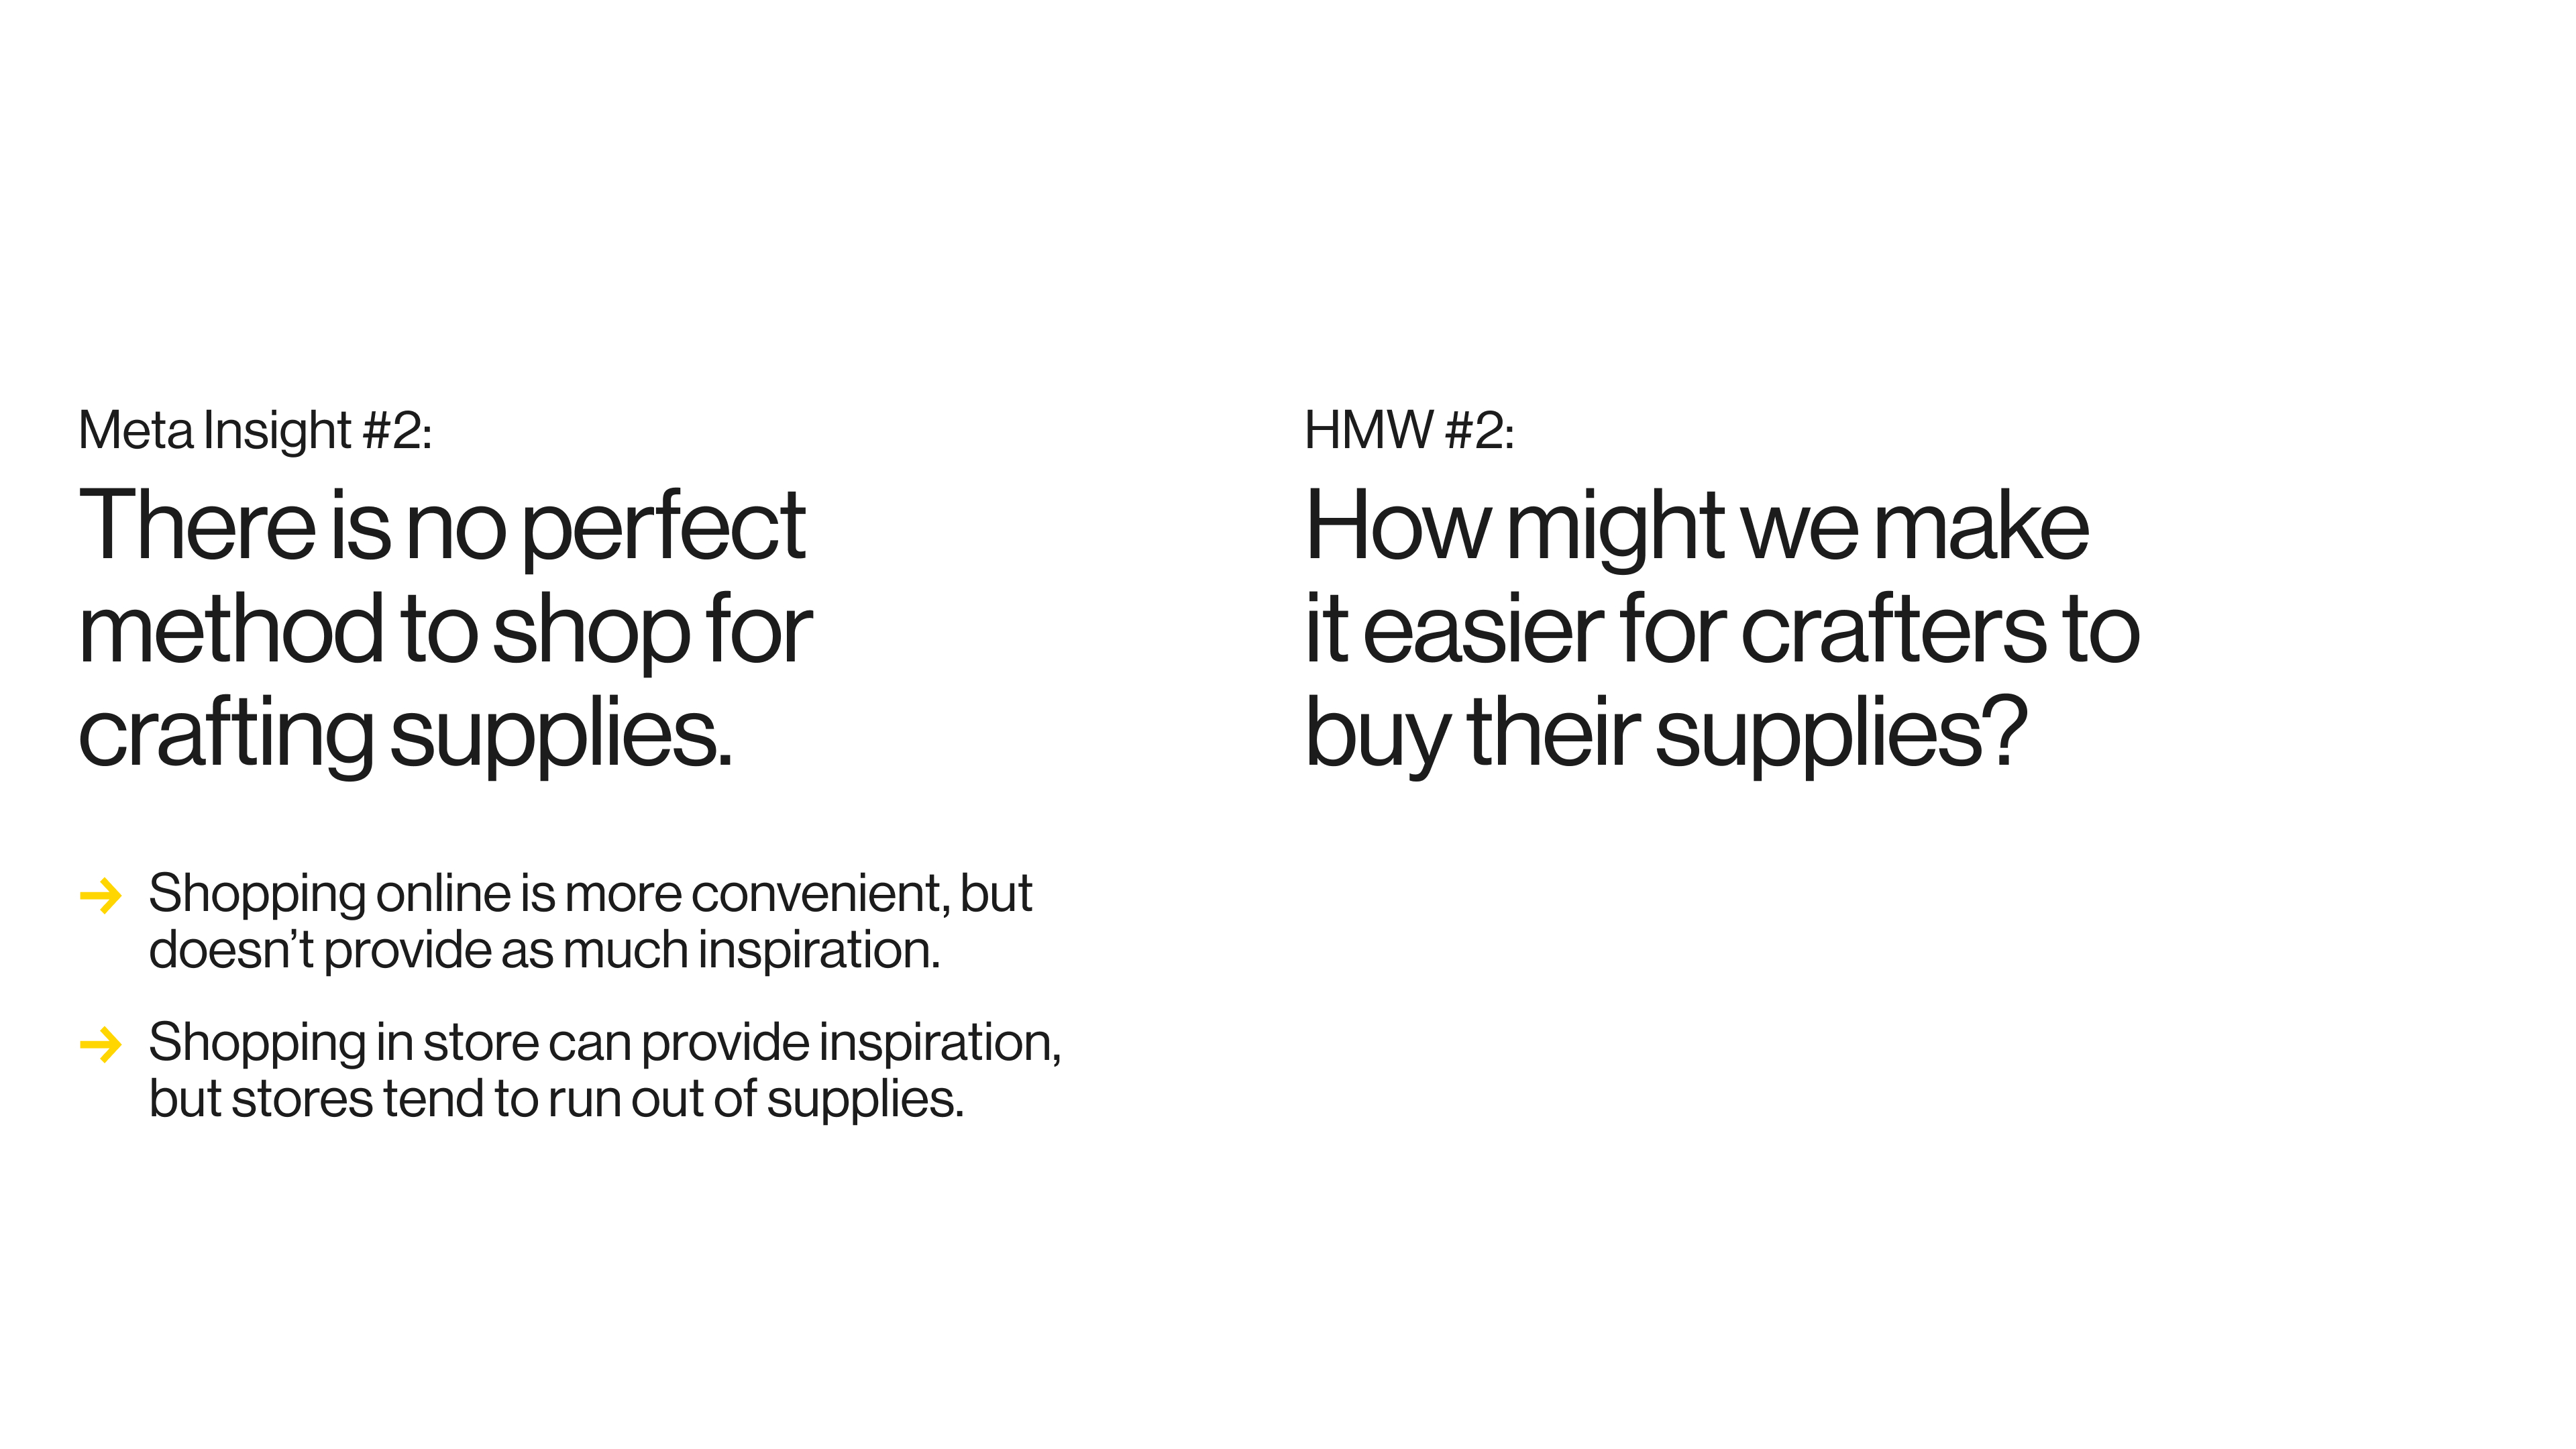 Meta Insight #2:
There is no perfect
method to shop for
crafting supplies.
Shopping online is more convenient, but
doesn’t provide as much inspiration.
Shopping in store can provide inspiration,
but stores tend to run out of supplies.
HMW #2:
How might we make
it easier for crafters to
buy their supplies?